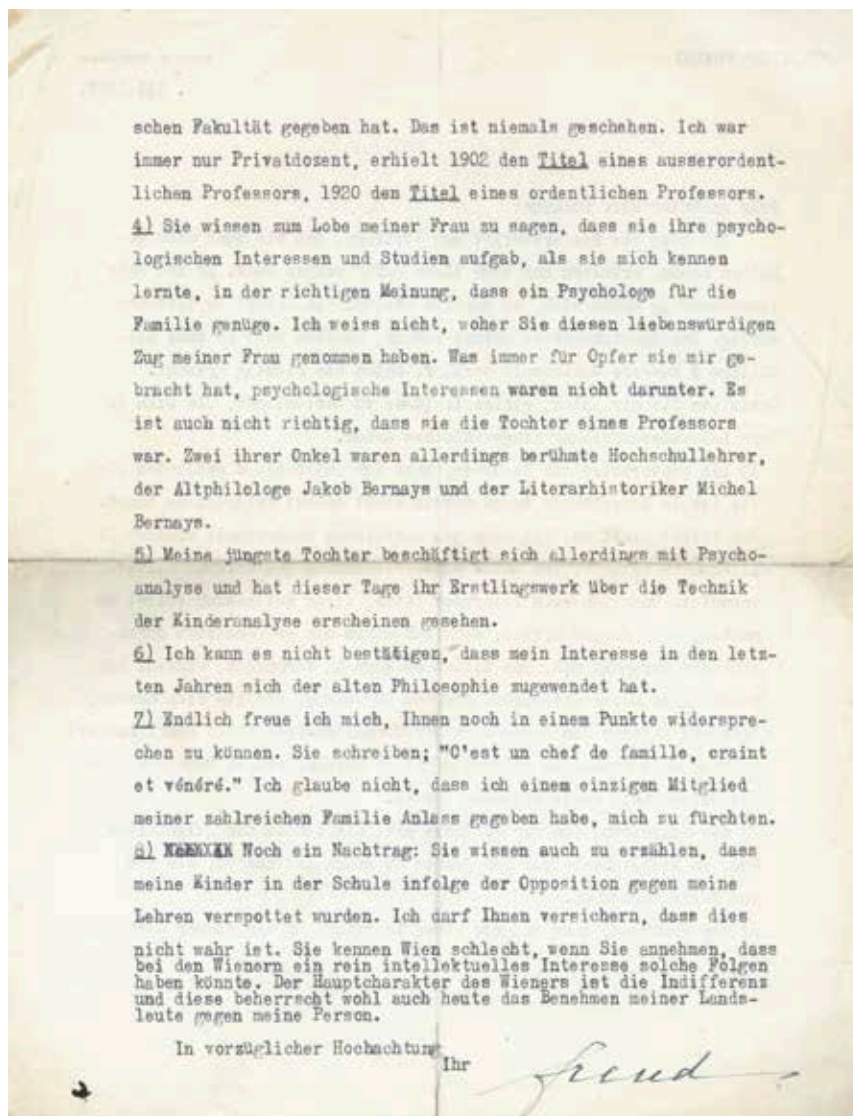 schen Fakultät gegeben hat. Das ist niemals geschehen. Ich war
immer nur Privatdozent, erhielt 1902 den Titel eines ausserordent-
lichen Professors, 1920 den Titel eines ordentlichen Professors.
4) Sie wissen zum Lobe meiner Frau zu sagen, dass sie ihre psycho-
logischen Interessen und Studien aufgab, als sie mich kennen
lernte, in der richtigen Meinung, dass ein Psychologe für die
Familie genüge. Ich weiss nicht, woher Sie diesen liebenswürdigen
Zug meiner Frau genommen haben. Was immer für Opfer sie mir ge-
bracht hat, psychologische Interessen waren nicht darunter. Es
ist auch nicht richtig, dass sie die Tochter eines Professors
war. Zwei ihrer Onkel waren allerdings berühmte Hochschullehrer,
der Altphilologe Jakob Bernays und der Literarhistoriker Michel
Bernays.
5) Meine jüngste Tochter beschäftigt sich allerdings mit Psycho-
analyse und hat dieser Tage ihr Erstlingswerk über die Technik
der Kinderanalyse erscheinen gesehen.
6) Ich kann es nicht bestätigen, dass mein Interesse in den letz-
ten Jahren sich der alten Philosophie zugewendet hat.
7) Endlich freue ich mich, Ihnen noch in einem Punkte widerspre-
chen zu können. Sie schreiben; "C'est un chef de famille, craint
et vénéré." Ich glaube nicht, dass ich einem einzigen Mitglied
meiner zahlreichen Familie Anlass gegeben habe, mich zu fürchten.
8) Noch ein Nachtrag: Sie wissen auch zu erzählen, dass
meine Kinder in der Schule infolge der Opposition gegen meine
Lehren verspottet wurden. Ich darf Ihnen versichern, dass dies
nicht wahr ist. Sie kennen Wien schlecht, wenn Sie annehmen, dass
bei den Wienern ein rein intellektuelles Interesse solche Folgen
haben könnte. Der Hauptcharakter des Wieners ist die Indifferenz
und diese beherrscht wohl auch heute das Benehmen meiner Lands-
leute gegen meine Person.
In vorzüglicher Hochachtung
Ihr freud